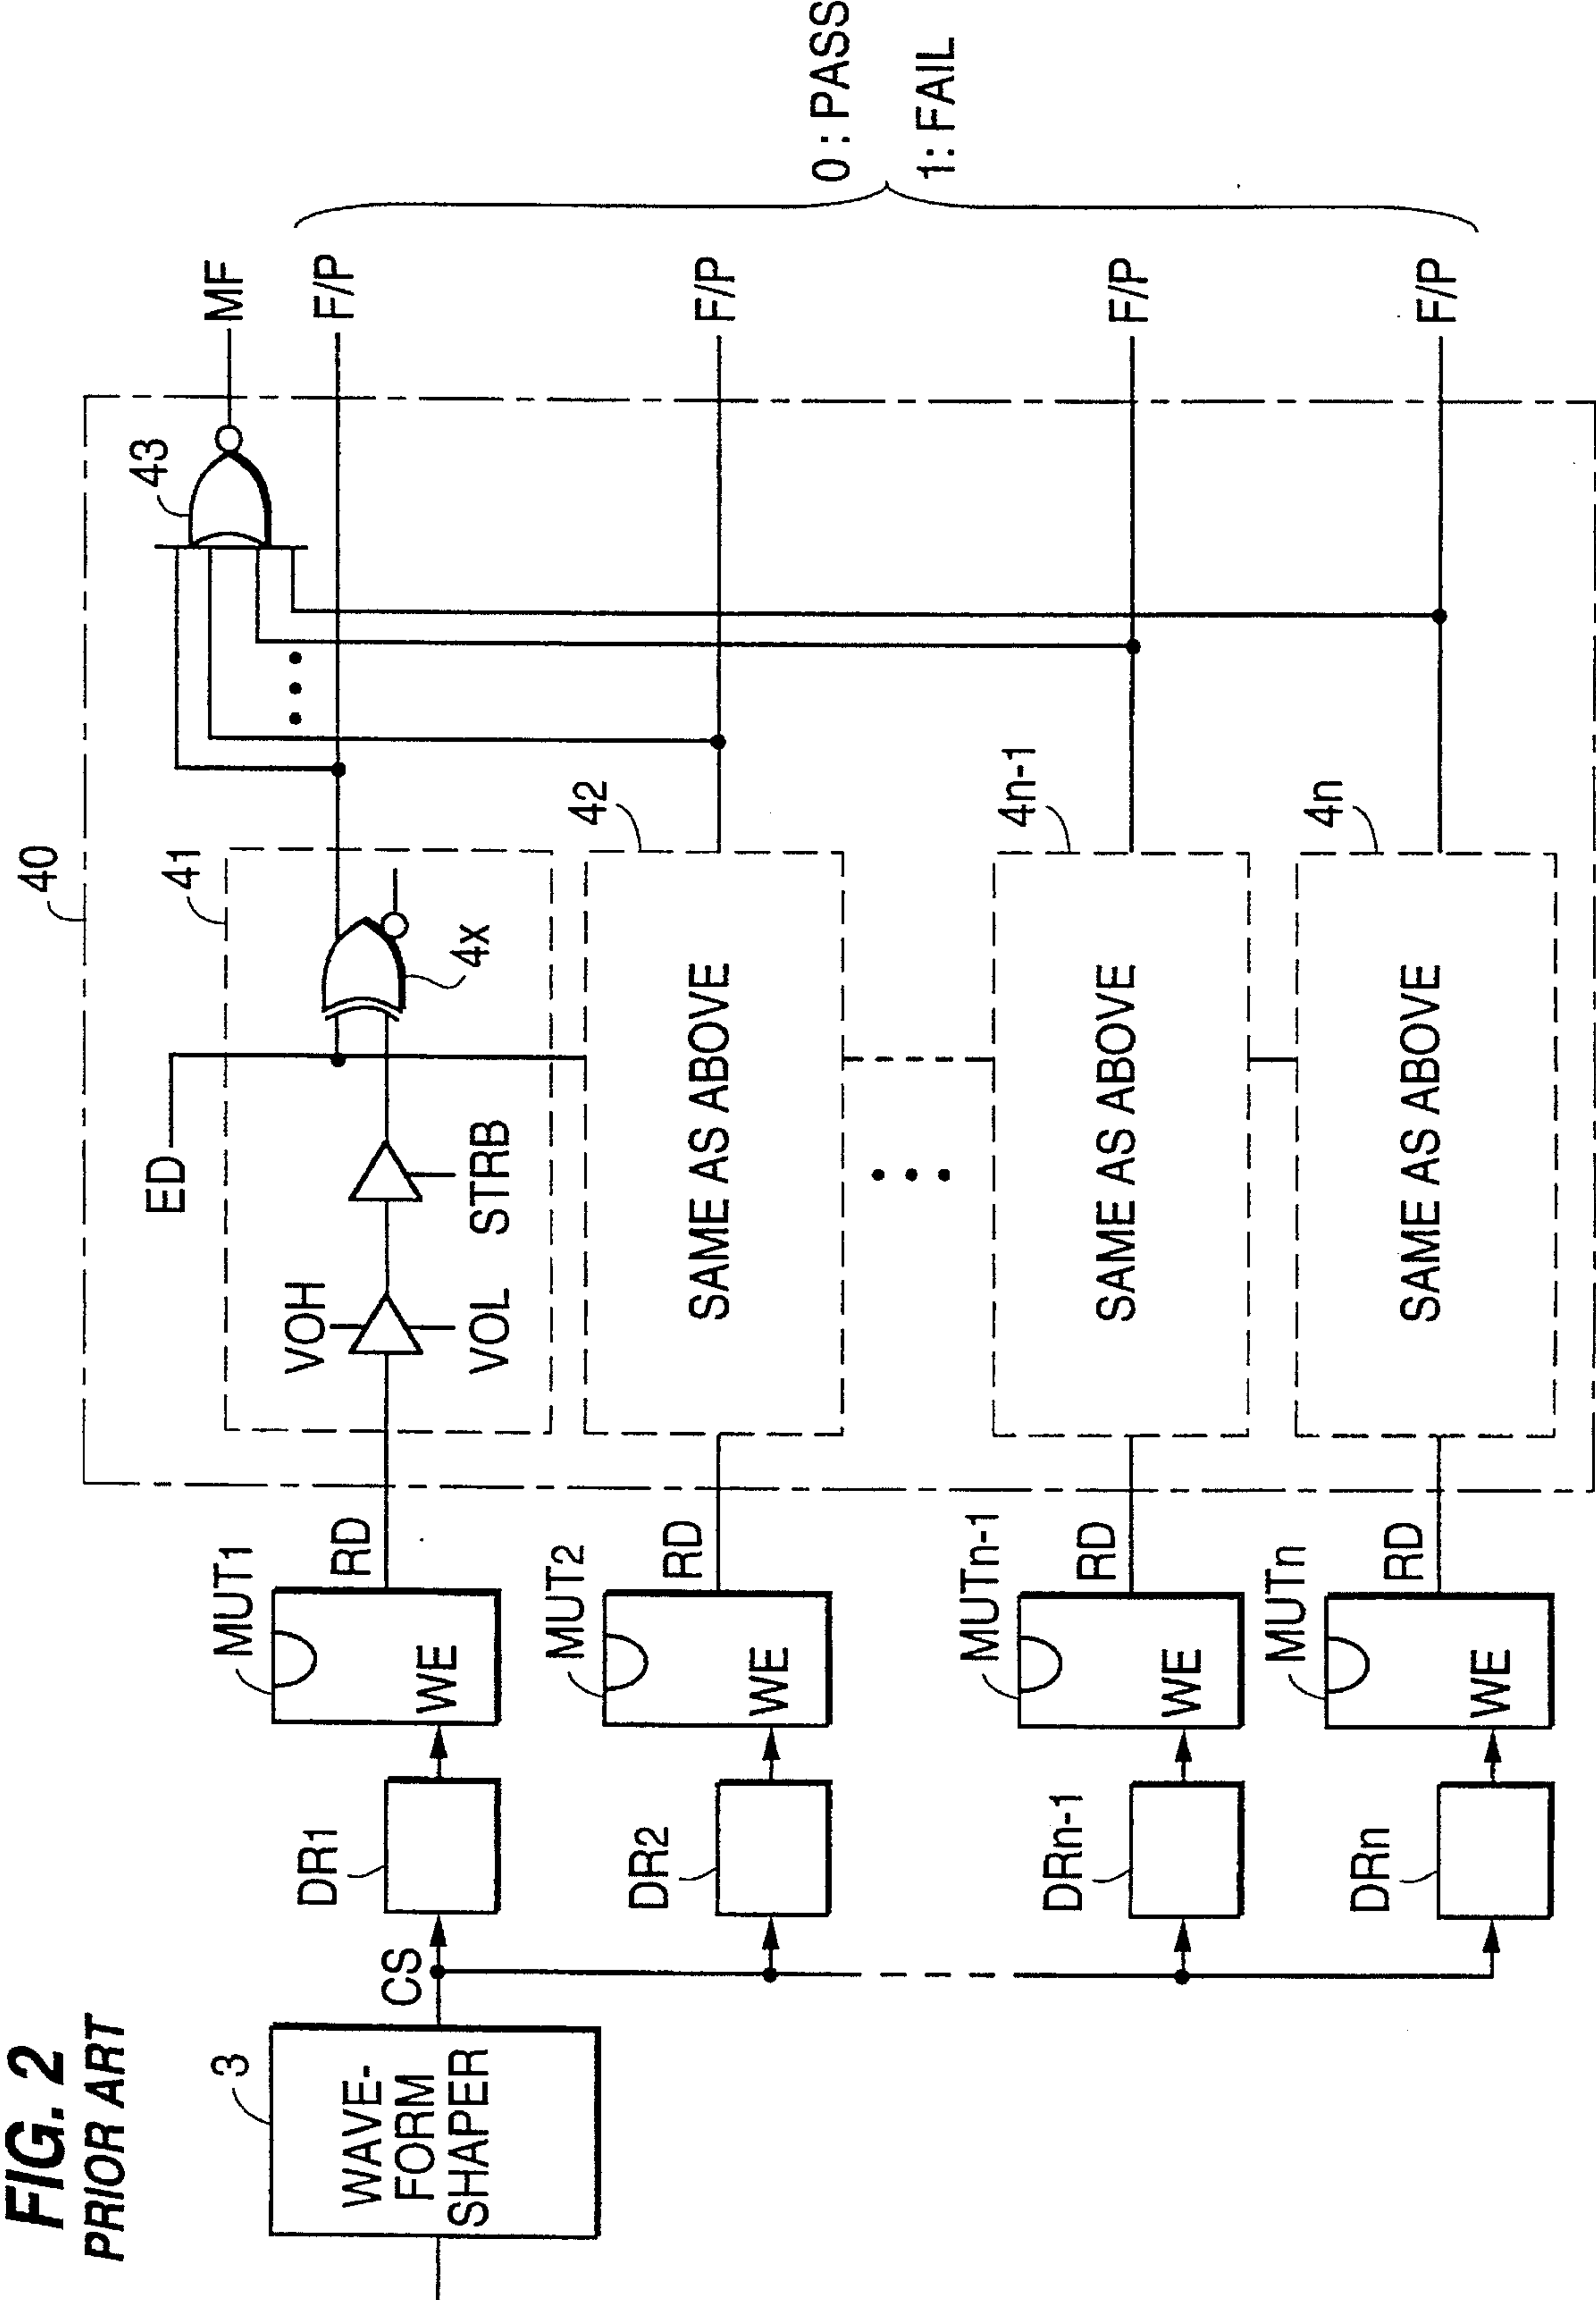 FIG. 2
PRIOR ART
3
WAVE-
FORM
SHAPER
CS
DR1
MUT1
WE
RD
DR2
MUT2
WE
RD
DRn-1
MUTn-1
WE
RD
DRn
MUTn
WE
RD
40
41
VOH
VOL
STRB
ED
4x
42
SAME AS ABOVE
4n-1
SAME AS ABOVE
4n
SAME AS ABOVE
43
MF
F/P
F/P
F/P
F/P
0 : PASS
1 : FAIL